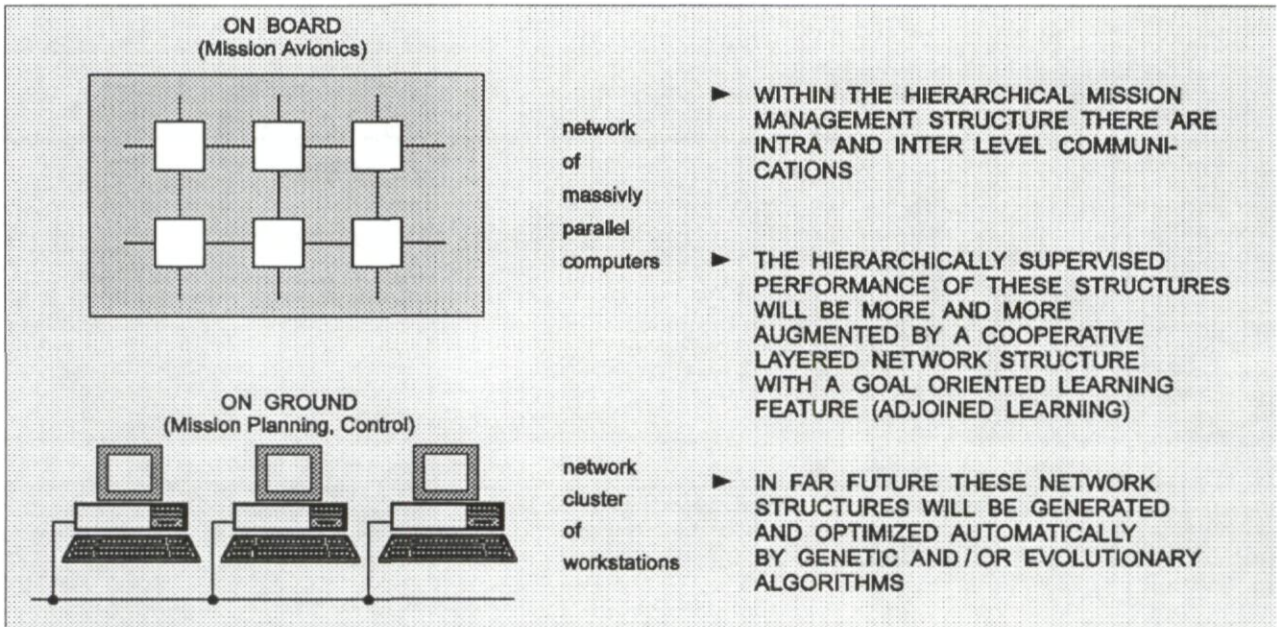 ON BOARD
(Mission Avionics)
network
of
massivly
parallel
computers
ON GROUND
(Mission Planning, Control)
network
cluster
of
workstations
► WITHIN THE HIERARCHICAL MISSION
MANAGEMENT STRUCTURE THERE ARE
INTRA AND INTER LEVEL COMMUNI-
CATIONS
► THE HIERARCHICALLY SUPERVISED
PERFORMANCE OF THESE STRUCTURES
WILL BE MORE AND MORE
AUGMENTED BY A COOPERATIVE
LAYERED NETWORK STRUCTURE
WITH A GOAL ORIENTED LEARNING
FEATURE (ADJOINED LEARNING)
► IN FAR FUTURE THESE NETWORK
STRUCTURES WILL BE GENERATED
AND OPTIMIZED AUTOMATICALLY
BY GENETIC AND / OR EVOLUTIONARY
ALGORITHMS